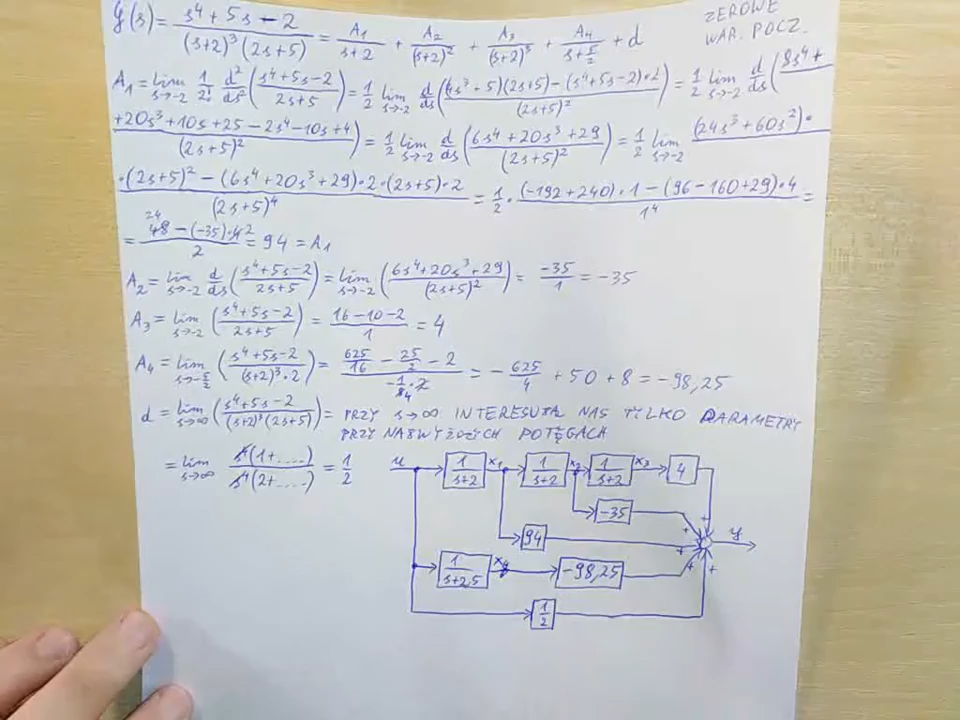 G(s) = (s⁴+5s-2)/((s+2)³(2s+5)) = A₁/(s+2) + A₂/(s+2)² + A₃/(s+2)³ + A₄/(s+5/2) + d
ZEROWE
WAR. POCZ.
A₁ = lim s→-2 1/2! d²/ds² ((s⁴+5s-2)/(2s+5)) = 1/2 lim s→-2 d/ds (((4s³+5)(2s+5)-(s⁴+5s-2)·2)/(2s+5)²) = 1/2 lim s→-2 d/ds ((8s⁴+
+20s³+10s+25-2s⁴-10s+4)/(2s+5)²) = 1/2 lim s→-2 d/ds ((6s⁴+20s³+29)/(2s+5)²) = 1/2 lim s→-2 (24s³+60s²)·
·(2s+5)²-(6s⁴+20s³+29)·2·(2s+5)·2/(2s+5)⁴ = 1/2 · ((-192+240)·1-(96-160+29)·4)/1⁴ =
= (48 24 -(-35)·4 2)/2 = 94 = A₁
A₂ = lim s→-2 d/ds ((s⁴+5s-2)/(2s+5)) = lim s→-2 ((6s⁴+20s³+29)/(2s+5)²) = -35/1 = -35
A₃ = lim s→-2 ((s⁴+5s-2)/(2s+5)) = (16-10-2)/1 = 4
A₄ = lim s→-5/2 ((s⁴+5s-2)/((s+2)³·2)) = (625/16 - 25/2 - 2)/(-1/8 4·2) = -625/4 + 50 + 8 = -98,25
d = lim s→∞ ((s⁴+5s-2)/((s+2)³(2s+5))) = PRZY s→∞ INTERESUJĄ NAS TYLKO PARAMETRY
PRZY NAJWYŻSZYCH POTĘGACH
= lim s→∞ s⁴(1+....)/s⁴(2+....) = 1/2
u 1/(s+2) x₁ 1/(s+2) x₂ 1/(s+2) x₃ 4
-35
94 + + + + + y
1/(s+2,5) x₄ -98,25
1/2